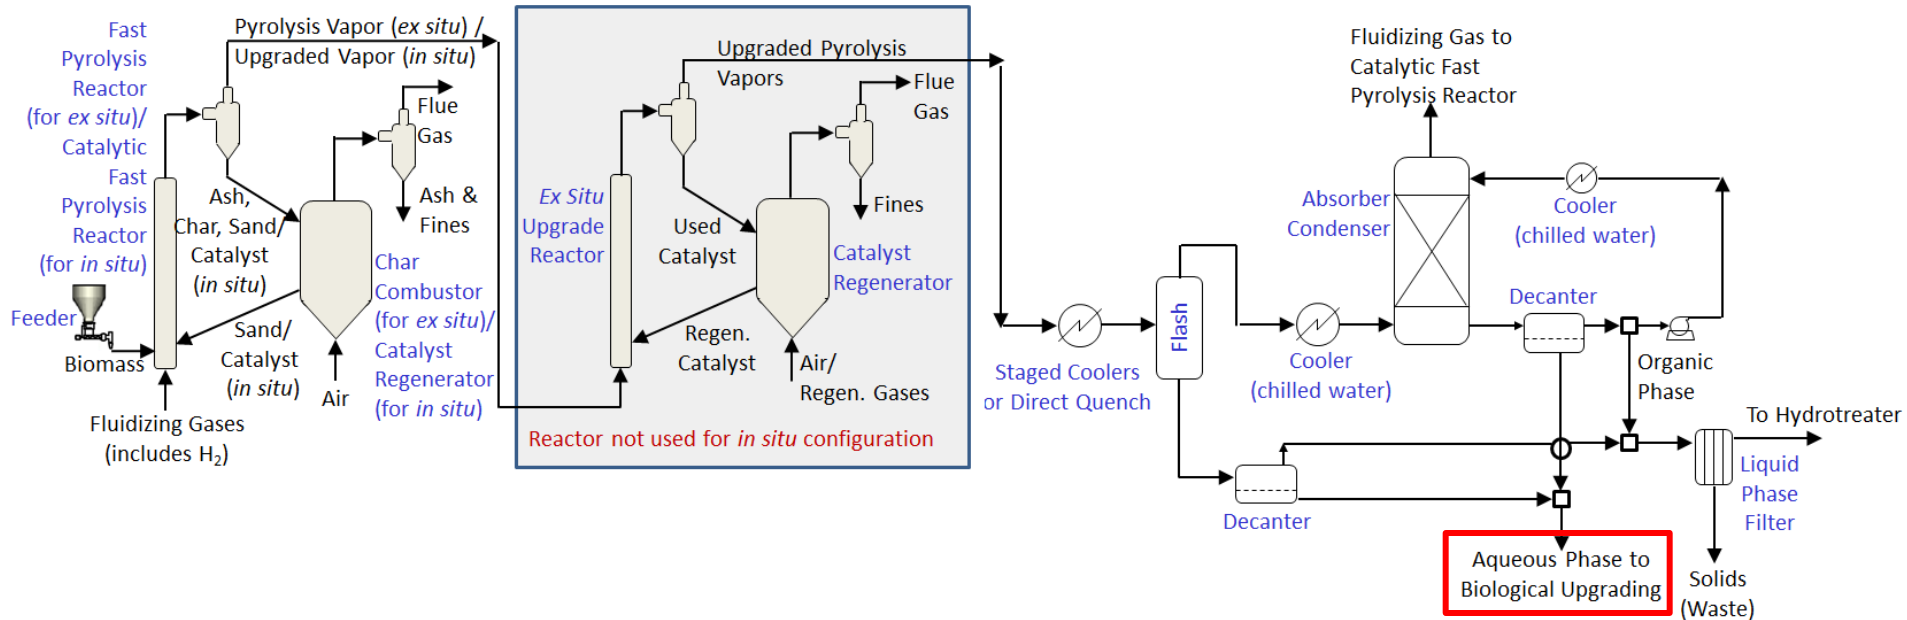 Fast
Pyrolysis
Reactor
(for ex situ)/
Catalytic
Fast
Pyrolysis
Reactor
(for in situ)
Feeder
Biomass
Fluidizing Gases
(includes H2)
Pyrolysis Vapor (ex situ) /
Upgraded Vapor (in situ)
Flue
Gas
Ash &
Fines
Ash,
Char, Sand/
Catalyst
(in situ)
Sand/
Catalyst
(in situ)
Air
Char
Combustor
(for ex situ)/
Catalyst
Regenerator
(for in situ)
Upgraded Pyrolysis
Vapors
Flue
Gas
Fines
Ex Situ
Upgrade
Reactor
Used
Catalyst
Catalyst
Regenerator
Regen.
Catalyst
Air/
Regen. Gases
Reactor not used for in situ configuration
Staged Coolers
or Direct Quench
Flash
Cooler
(chilled water)
Fluidizing Gas to
Catalytic Fast
Pyrolysis Reactor
Absorber
Condenser
Cooler
(chilled water)
Decanter
Organic
Phase
Decanter
To Hydrotreater
Liquid
Phase
Filter
Aqueous Phase to
Biological Upgrading
Solids
(Waste)